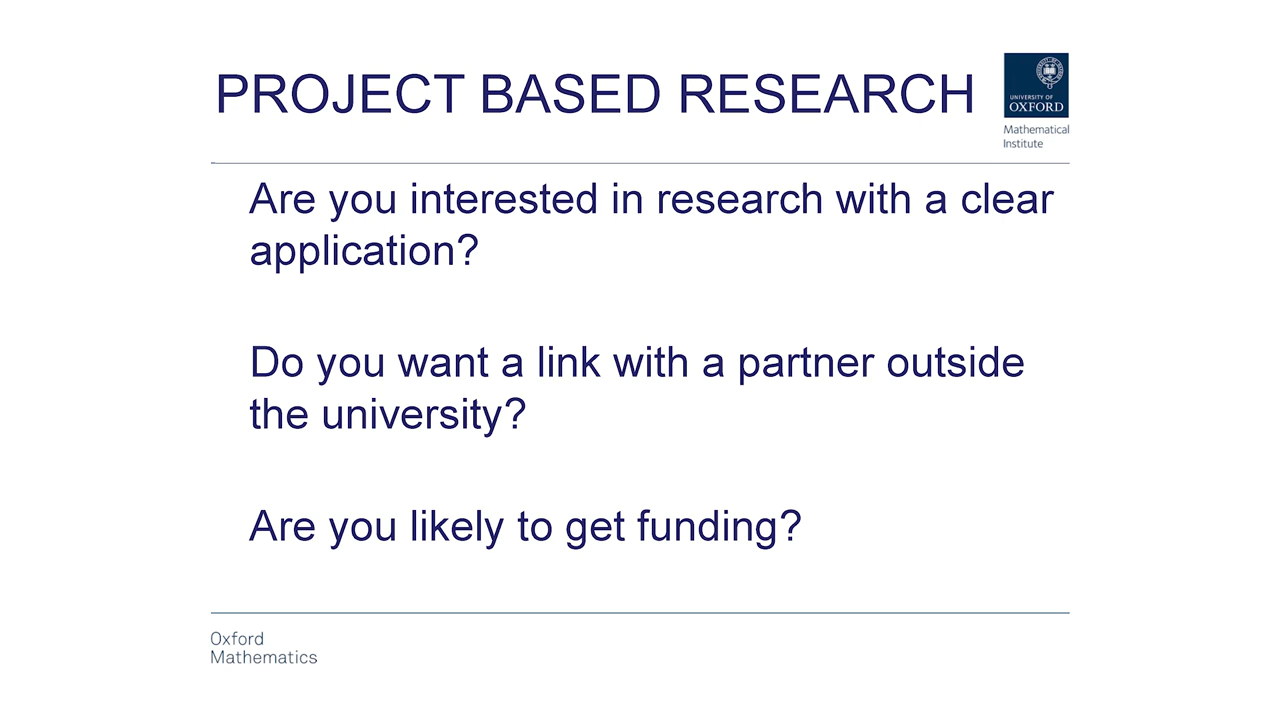 PROJECT BASED RESEARCH
UNIVERSITY OF
OXFORD
Mathematical
Institute
Are you interested in research with a clear
application?
Do you want a link with a partner outside
the university?
Are you likely to get funding?
Oxford
Mathematics